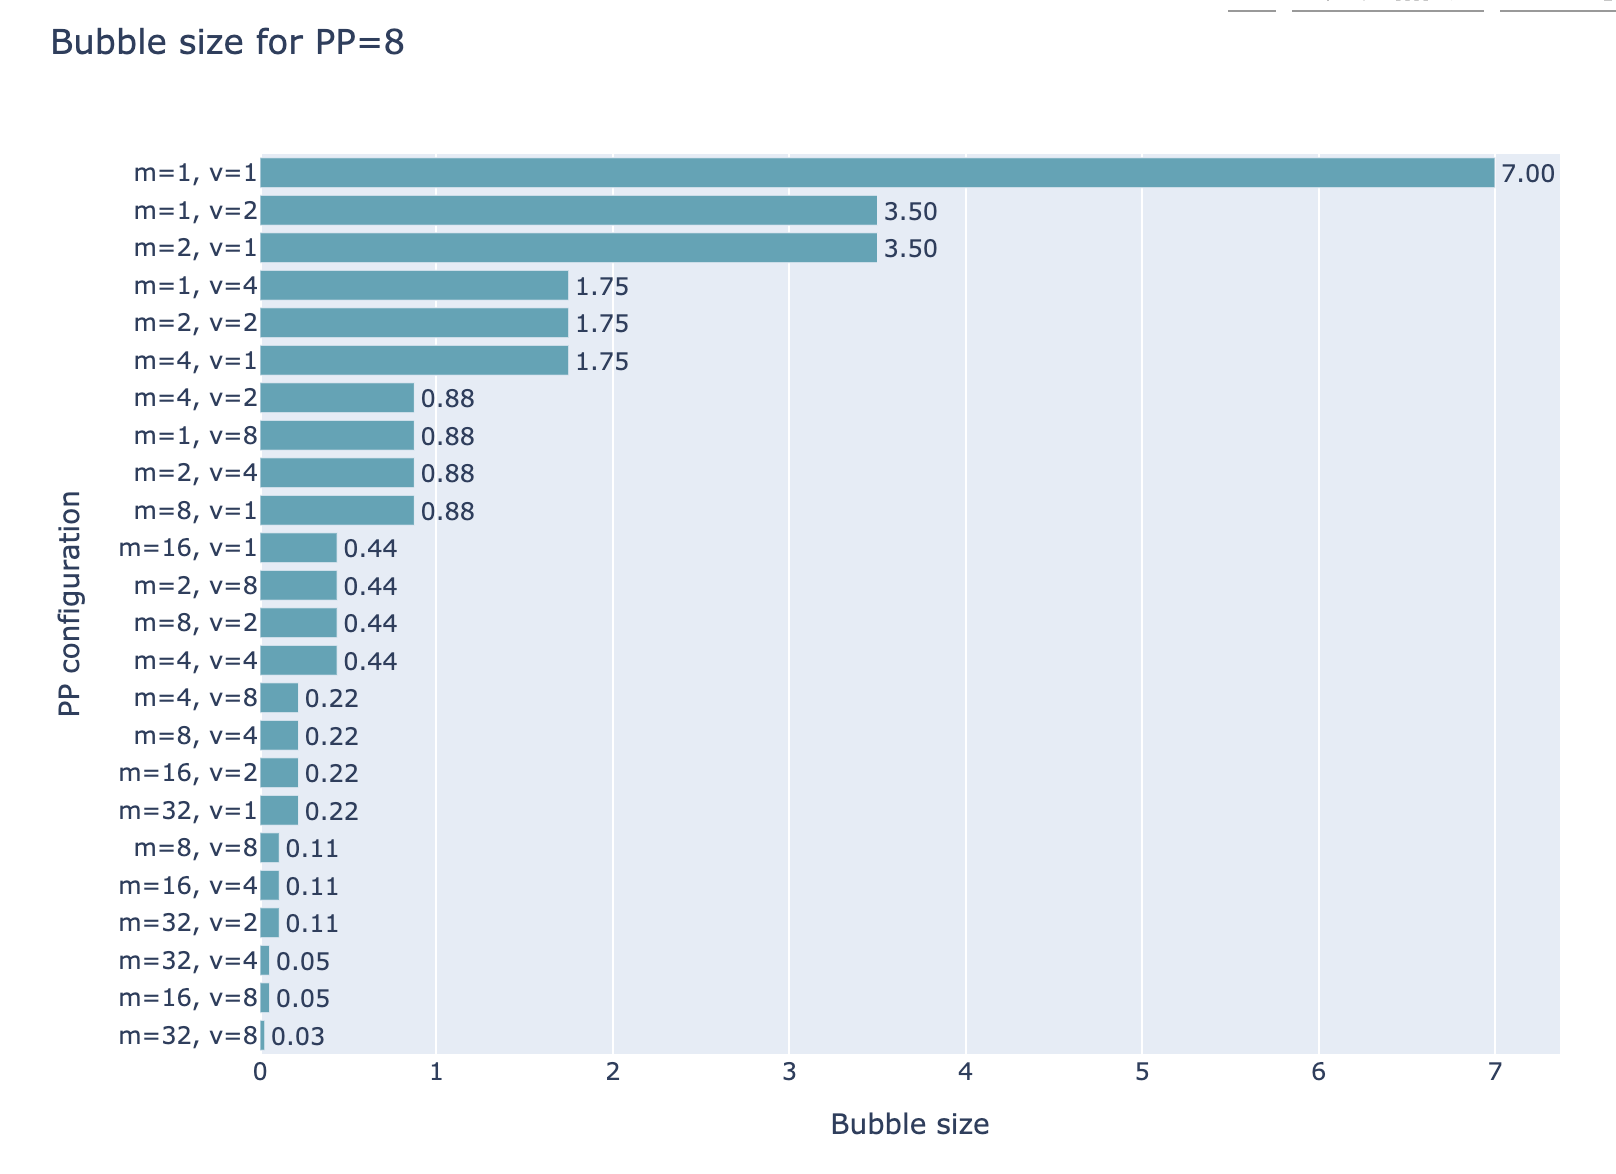 Bubble size for PP=8
PP configuration
m=1, v=1 7.00
m=1, v=2 3.50
m=2, v=1 3.50
m=1, v=4 1.75
m=2, v=2 1.75
m=4, v=1 1.75
m=4, v=2 0.88
m=1, v=8 0.88
m=2, v=4 0.88
m=8, v=1 0.88
m=16, v=1 0.44
m=2, v=8 0.44
m=8, v=2 0.44
m=4, v=4 0.44
m=4, v=8 0.22
m=8, v=4 0.22
m=16, v=2 0.22
m=32, v=1 0.22
m=8, v=8 0.11
m=16, v=4 0.11
m=32, v=2 0.11
m=32, v=4 0.05
m=16, v=8 0.05
m=32, v=8 0.03
0 1 2 3 4 5 6 7
Bubble size